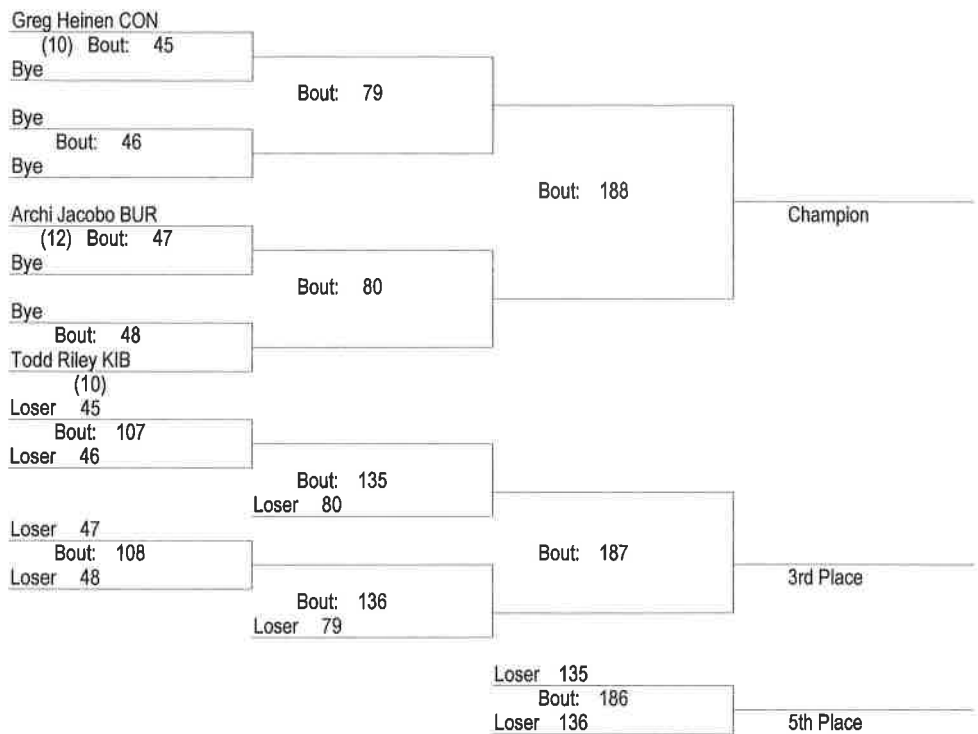 Greg Heinen CON
(10) Bout: 45
Bye
Bout: 79
Bye
Bout: 46
Bye
Bout: 188
Champion
Archi Jacobo BUR
(12) Bout: 47
Bye
Bout: 80
Bye
Bout: 48
Todd Riley KIB
(10)
Loser 45
Bout: 107
Loser 46
Bout: 135
Loser 80
Loser 47
Bout: 108
Loser 48
Bout: 187
3rd Place
Bout: 136
Loser 79
Loser 135
Bout: 186
Loser 136
5th Place